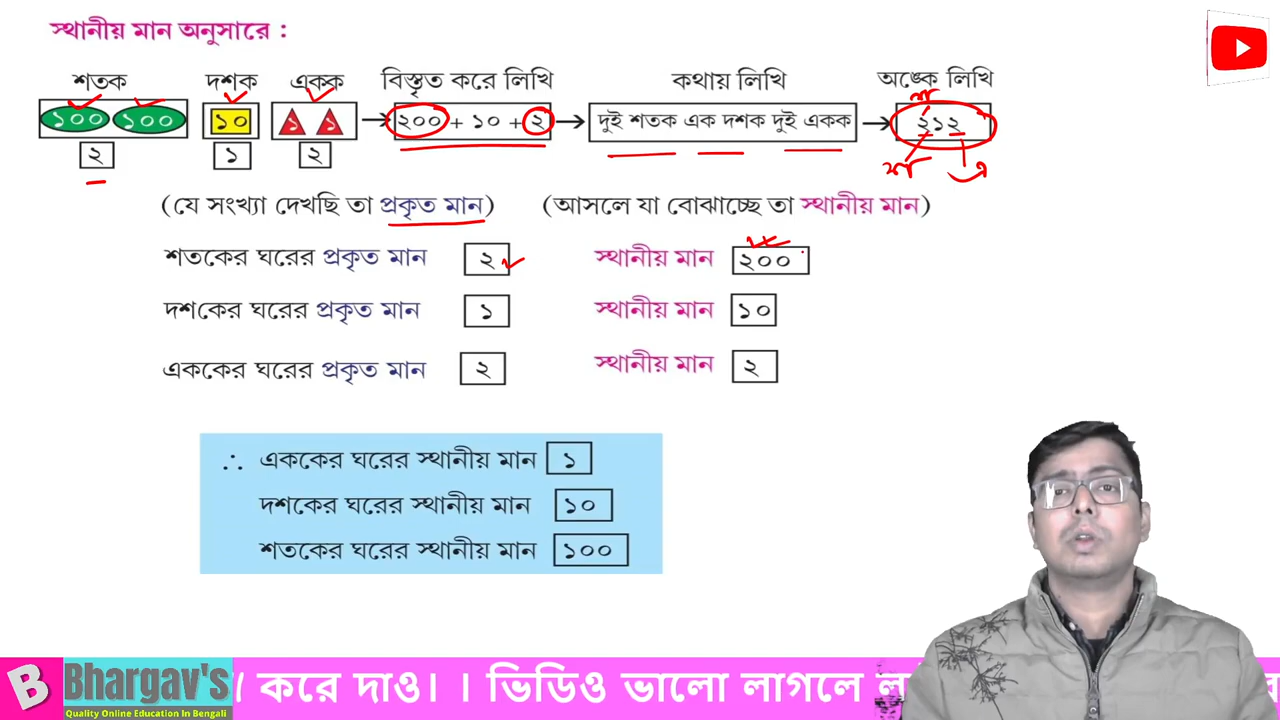 স্থানীয় মান অনুসারে :
শতক দশক একক বিস্তৃত করে লিখি কথায় লিখি অঙ্কে লিখি
১০০ ১০০ ১০ ১ ১ → ২০০ + ১০ + ২ → দুই শতক এক দশক দুই একক → ২১২
২ ১ ২
(যে সংখ্যা দেখছি তা প্রকৃত মান) (আসলে যা বোঝাচ্ছে তা স্থানীয় মান)
শতকের ঘরের প্রকৃত মান ২ স্থানীয় মান ২০০
দশকের ঘরের প্রকৃত মান ১ স্থানীয় মান ১০
এককের ঘরের প্রকৃত মান ২ স্থানীয় মান ২
∴ এককের ঘরের স্থানীয় মান ১
দশকের ঘরের স্থানীয় মান ১০
শতকের ঘরের স্থানীয় মান ১০০
B Bhargav's
Quality Online Education In Bengali
করে দাও। । ভিডিও ভালো লাগলে